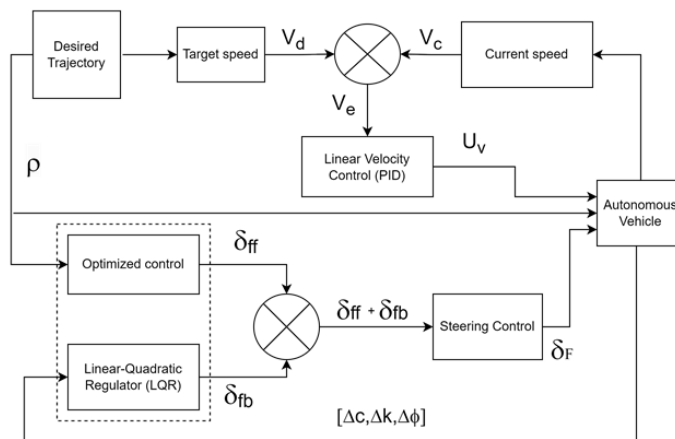 Desired
Trajectory
Target speed
V_d
V_c
Current speed
V_e
Linear Velocity
Control (PID)
U_v
ρ
Autonomous
Vehicle
Optimized control
δ_ff
δ_ff + δ_fb
Steering Control
δ_F
Linear-Quadratic
Regulator (LQR)
δ_fb
[Δc,Δk,Δϕ]